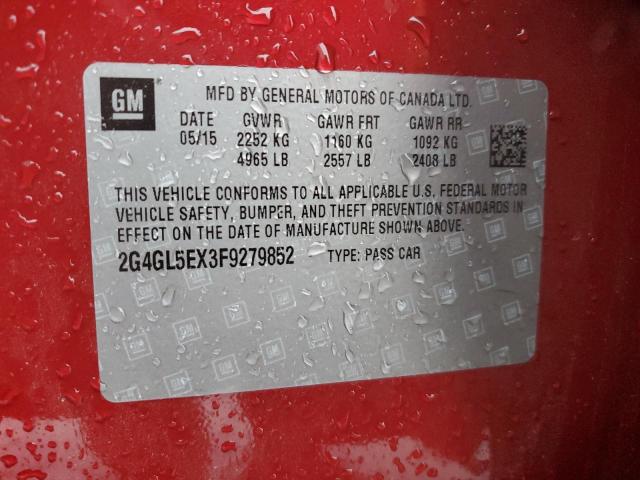 GM
MFD BY GENERAL MOTORS OF CANADA LTD.
DATE GVWR GAWR FRT GAWR RR
05/15 2252 KG 1160 KG 1092 KG
4965 LB 2557 LB 2408 LB
THIS VEHICLE CONFORMS TO ALL APPLICABLE U.S. FEDERAL MOTOR
VEHICLE SAFETY, BUMPER, AND THEFT PREVENTION STANDARDS IN
EFFECT ON THE DATE OF MANUFACTURE SHOWN ABOVE.
2G4GL5EX3F9279852 TYPE: PASS CAR